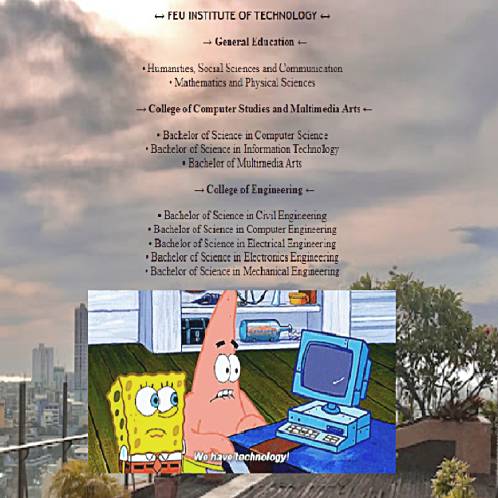 ↔ FEU INSTITUTE OF TECHNOLOGY ↔
→ General Education ←
• Humanities, Social Sciences and Communication
• Mathematics and Physical Sciences
→ College of Computer Studies and Multimedia Arts ←
• Bachelor of Science in Computer Science
• Bachelor of Science in Information Technology
• Bachelor of Multimedia Arts
→ College of Engineering ←
• Bachelor of Science in Civil Engineering
• Bachelor of Science in Computer Engineering
• Bachelor of Science in Electrical Engineering
• Bachelor of Science in Electronics Engineering
• Bachelor of Science in Mechanical Engineering
We have technology!